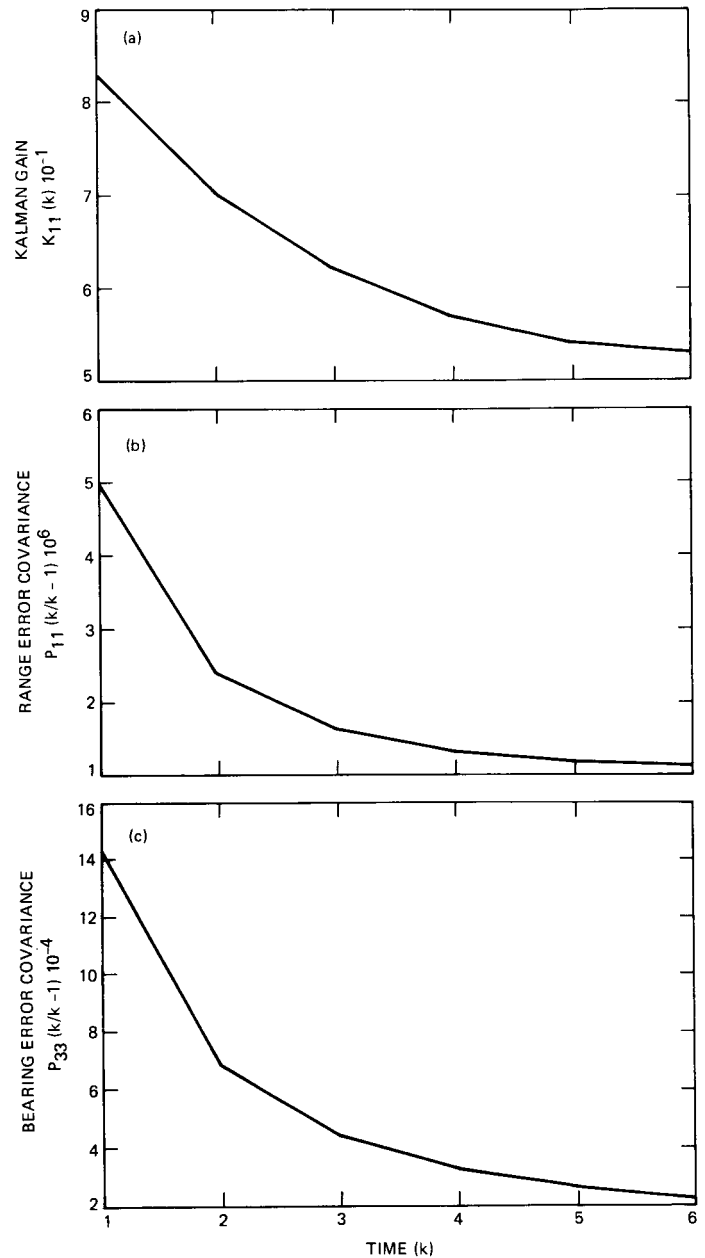 9
(a)
8
7
6
5
KALMAN GAIN
K11 (k) 10-1
6
(b)
5
4
3
2
1
RANGE ERROR COVARIANCE
P11 (k/k - 1) 106
16
(c)
14
12
10
8
6
4
2
BEARING ERROR COVARIANCE
P33 (k/k -1) 10-4
1 2 3 4 5 6
TIME (k)